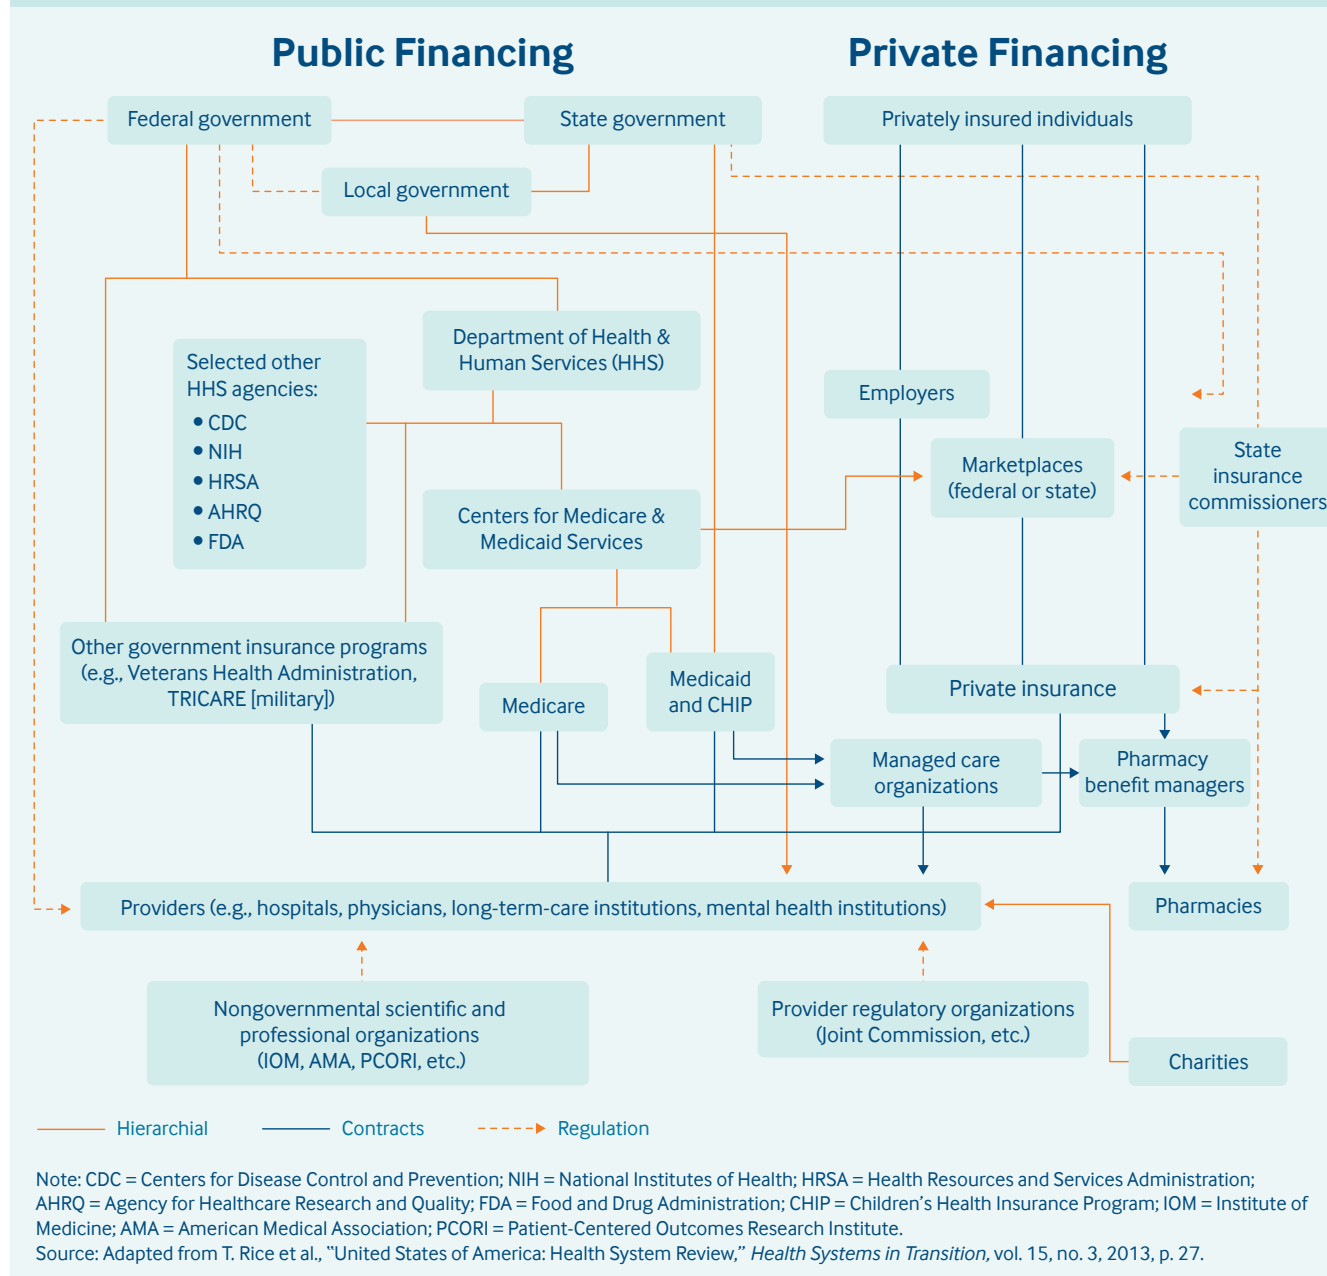 Public Financing
Private Financing
Federal government
State government
Privately insured individuals
Local government
Department of Health &
Human Services (HHS)
Selected other
HHS agencies:
• CDC
• NIH
• HRSA
• AHRQ
• FDA
Employers
Marketplaces
(federal or state)
State
insurance
commissioners
Centers for Medicare &
Medicaid Services
Other government insurance programs
(e.g., Veterans Health Administration,
TRICARE [military])
Medicare
Medicaid
and CHIP
Private insurance
Managed care
organizations
Pharmacy
benefit managers
Providers (e.g., hospitals, physicians, long-term-care institutions, mental health institutions)
Pharmacies
Nongovernmental scientific and
professional organizations
(IOM, AMA, PCORI, etc.)
Provider regulatory organizations
(Joint Commission, etc.)
Charities
Hierarchial
Contracts
Regulation
Note: CDC = Centers for Disease Control and Prevention; NIH = National Institutes of Health; HRSA = Health Resources and Services Administration;
AHRQ = Agency for Healthcare Research and Quality; FDA = Food and Drug Administration; CHIP = Children’s Health Insurance Program; IOM = Institute of
Medicine; AMA = American Medical Association; PCORI = Patient-Centered Outcomes Research Institute.
Source: Adapted from T. Rice et al., “United States of America: Health System Review,” Health Systems in Transition, vol. 15, no. 3, 2013, p. 27.